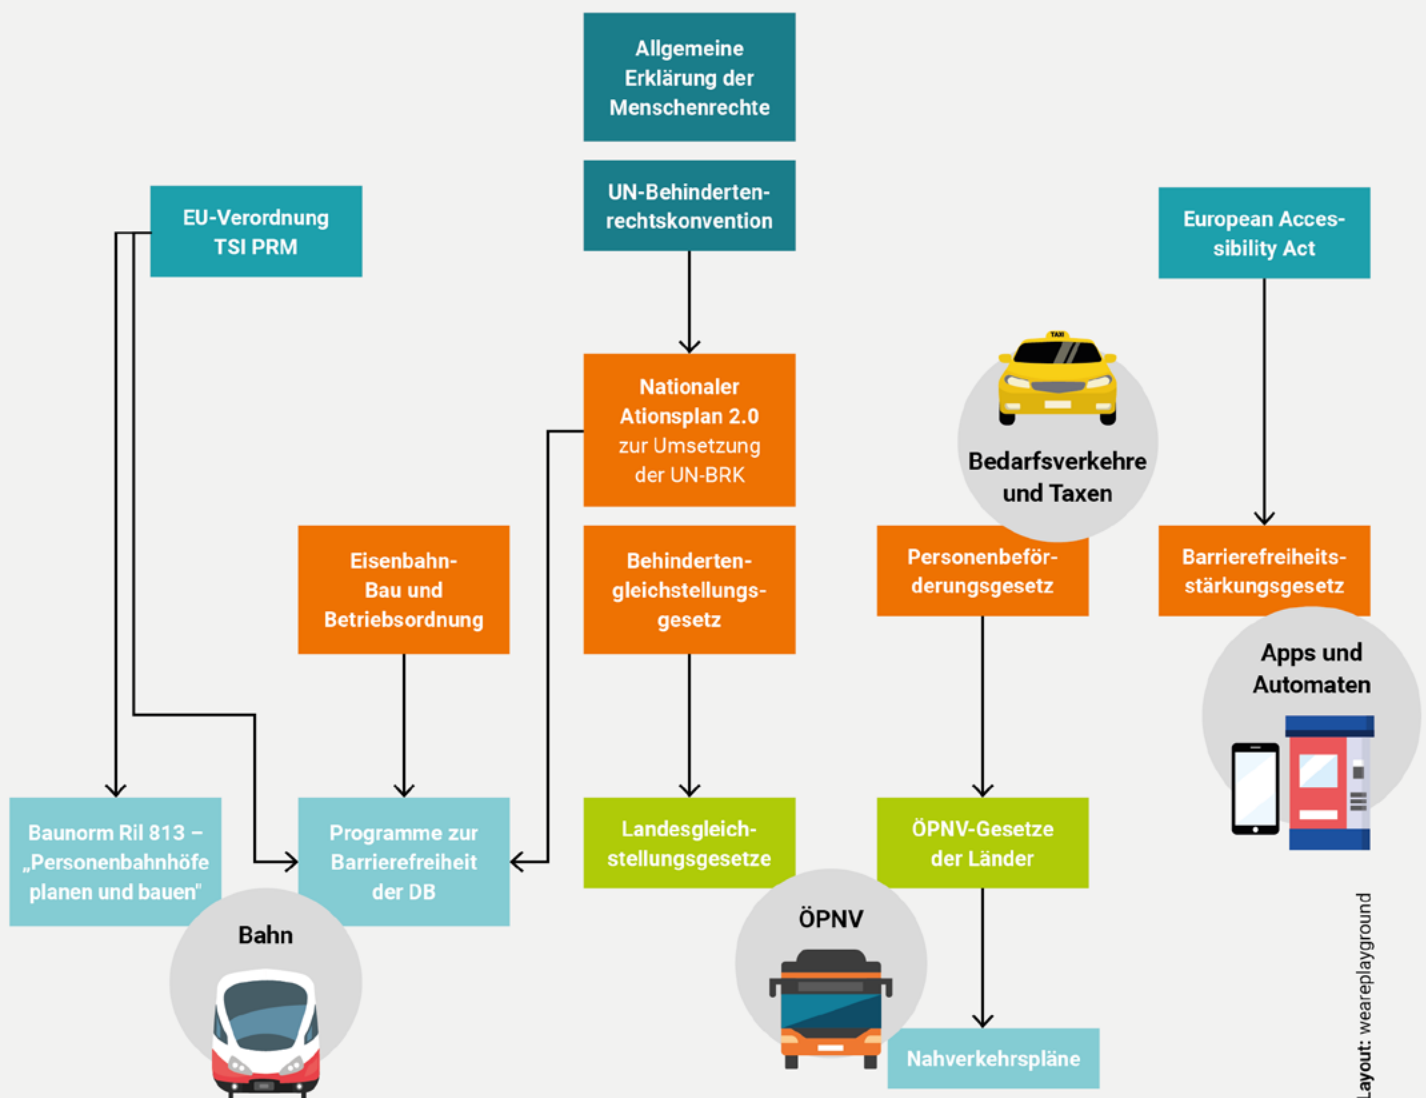 Allgemeine
Erklärung der
Menschenrechte
UN-Behinderten-
rechtskonvention
EU-Verordnung
TSI PRM
European Acces-
sibility Act
TAXI
Nationaler
Ationsplan 2.0
zur Umsetzung
der UN-BRK
Bedarfsverkehre
und Taxen
Eisenbahn-
Bau und
Betriebsordnung
Behinderten-
gleichstellungs-
gesetz
Personenbeför-
derungsgesetz
Barrierefreiheits-
stärkungsgesetz
Apps und
Automaten
Baunorm Ril 813 –
„Personenbahnhöfe
planen und bauen"
Programme zur
Barrierefreiheit
der DB
Landesgleich-
stellungsgesetze
ÖPNV-Gesetze
der Länder
Bahn
ÖPNV
Nahverkehrspläne
Layout: weareplayground